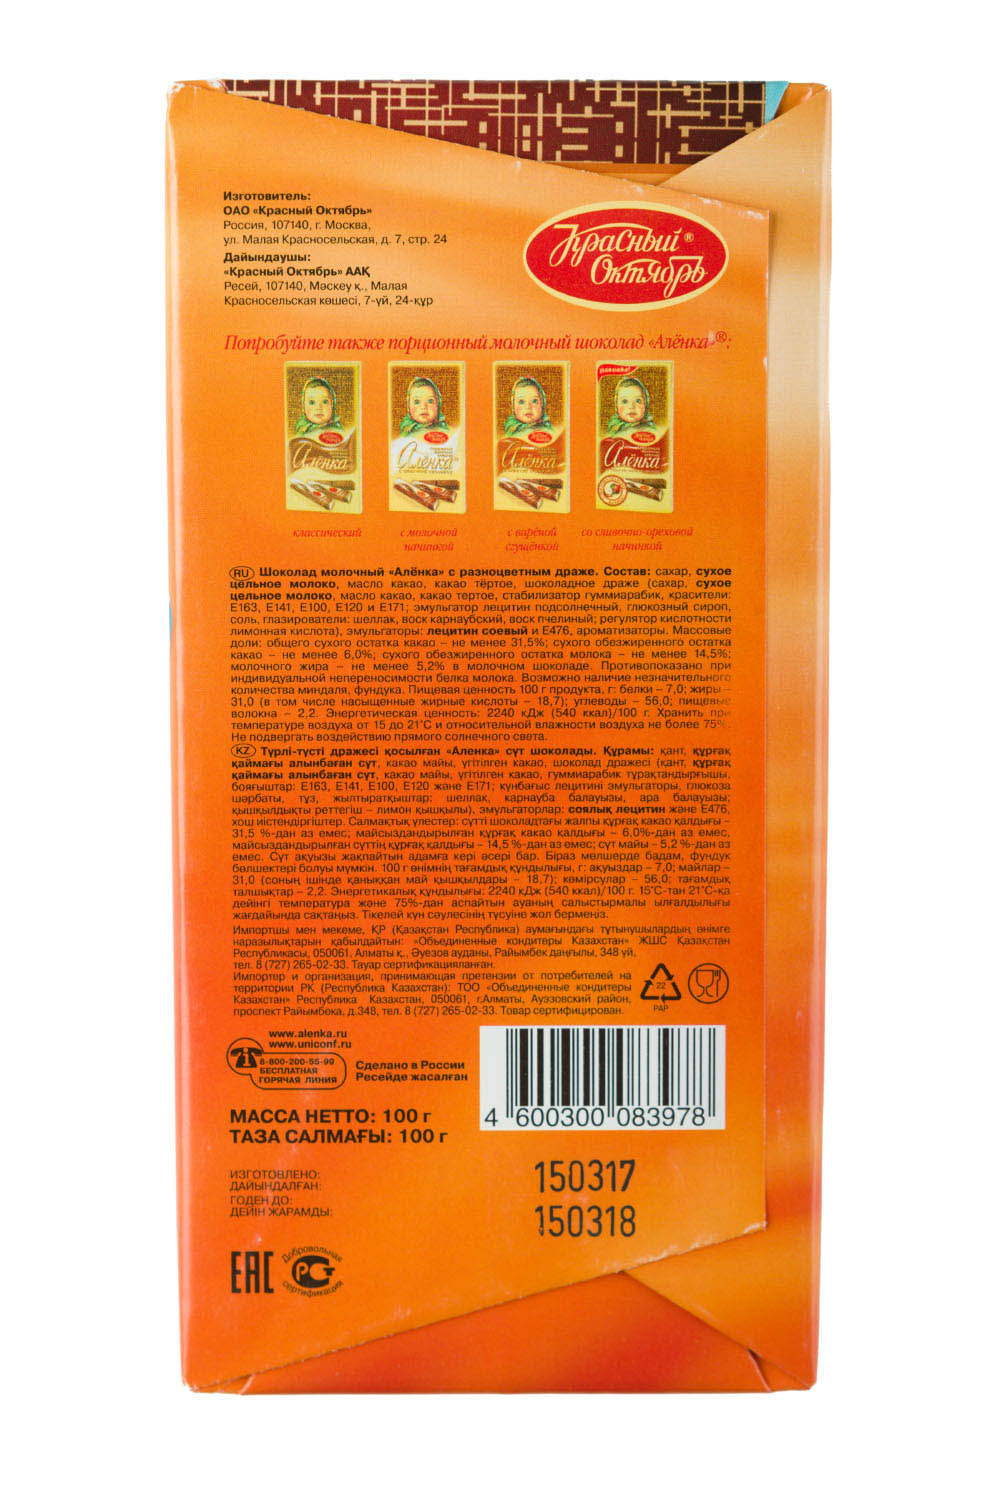 Изготовитель:
ОАО «Красный Октябрь»
Россия, 107140, г. Москва,
ул. Малая Красносельская, д. 7, стр. 24
Дайындаушы:
«Красный Октябрь» ААҚ
Ресей, 107140, Мәскеу қ., Малая
Красносельская көшесі, 7-үй, 24-құр
Красный ®
Октябрь
Попробуйте также порционный молочный шоколад «Алёнка»®:
Новинка!
Алёнка
Алёнка
Алёнка
Алёнка
классический
с молочной
начинкой
с варёной
сгущёнкой
со сливочно-ореховой
начинкой
RU Шоколад молочный «Алёнка» с разноцветным драже. Состав: сахар, сухое
цельное молоко, масло какао, какао тёртое, шоколадное драже (сахар, сухое
цельное молоко, масло какао, какао тертое, стабилизатор гуммиарабик, красители:
Е163, Е141, Е100, Е120 и Е171; эмульгатор лецитин подсолнечный, глюкозный сироп,
соль, глазирователи: шеллак, воск карнаубский, воск пчелиный; регулятор кислотности
лимонная кислота), эмульгаторы: лецитин соевый и Е476, ароматизаторы. Массовые
доли: общего сухого остатка какао – не менее 31,5%; сухого обезжиренного остатка
какао – не менее 6,0%; сухого обезжиренного остатка молока – не менее 14,5%;
молочного жира – не менее 5,2% в молочном шоколаде. Противопоказано при
индивидуальной непереносимости белка молока. Возможно наличие незначительного
количества миндаля, фундука. Пищевая ценность 100 г продукта, г: белки – 7,0; жиры –
31,0 (в том числе насыщенные жирные кислоты – 18,7); углеводы – 56,0; пищевые
волокна – 2,2. Энергетическая ценность: 2240 кДж (540 ккал)/100 г. Хранить при
температуре воздуха от 15 до 21°С и относительной влажности воздуха не более 75%.
Не подвергать воздействию прямого солнечного света.
KZ Түрлі-түсті дражесі қосылған «Аленка» сүт шоколады. Құрамы: қант, құрғақ
қаймағы алынбаған сүт, какао майы, үгітілген какао, шоколад дражесі (қант, құрғақ
қаймағы алынбаған сүт, какао майы, үгітілген какао, гуммиарабик тұрақтандырғышы,
бояғыштар: Е163, Е141, Е100, Е120 және Е171; күнбағыс лецитині эмульгаторы, глюкоза
шәрбаты, тұз, жылтыратқыштар: шеллак, карнауба балауызы, ара балауызы;
қышқылдықты реттегіш – лимон қышқылы), эмульгаторлар: соялық лецитин және Е476,
хош иістендіргіштер. Салмақтық үлестер: сүтті шоколадтағы жалпы құрғақ какао қалдығы –
31,5 %-дан аз емес; майсыздандырылған құрғақ какао қалдығы – 6,0%-дан аз емес,
майсыздандырылған сүттің құрғақ қалдығы – 14,5 %-дан аз емес; сүт майы – 5,2 %-дан аз
емес. Сүт ақуызы жақпайтын адамға кері әсері бар. Біраз мөлшерде бадам, фундук
бөлшектері болуы мүмкін. 100 г өнімнің тағамдық құндылығы, г: ақуыздар – 7,0; майлар –
31,0 (соның ішінде қаныққан май қышқылдары – 18,7); көмірсулар – 56,0; тағамдық
талшықтар – 2,2. Энергетикалық құндылығы: 2240 кДж (540 ккал)/100 г. 15°С-тан 21°С-қа
дейінгі температура және 75%-дан аспайтын ауаның салыстырмалы ылғалдылығы
жағдайында сақтаңыз. Тікелей күн сәулесінің түсуіне жол бермеңіз.
Импортшы мен мекеме, ҚР (Қазақстан Республика) аумағындағы тұтынушылардың өнімге
наразылықтарын қабылдайтын: «Объединенные кондитеры Казахстан» ЖШС Қазақстан
Республикасы, 050061, Алматы қ., Әуезов ауданы, Райымбек даңғылы, 348 үй,
тел. 8 (727) 265-02-33. Тауар сертификацияланған.
Импортер и организация, принимающая претензии от потребителей на
территории РК (Республика Казахстан): ТОО «Объединенные кондитеры
Казахстан» Республика Казахстан, 050061, г.Алматы, Ауэзовский район,
проспект Райымбека, д.348, тел. 8 (727) 265-02-33. Товар сертифицирован.
22
PAP
www.alenka.ru
www.uniconf.ru
8-800-200-55-99
БЕСПЛАТНАЯ
ГОРЯЧАЯ ЛИНИЯ
Сделано в России
Ресейде жасалған
4 600300 083978
МАССА НЕТТО: 100 г
ТАЗА САЛМАҒЫ: 100 г
ИЗГОТОВЛЕНО:
ДАЙЫНДАЛҒАН:
ГОДЕН ДО:
ДЕЙІН ЖАРАМДЫ:
150317
150318
ЕАС
Добровольная
РСТ
сертификация